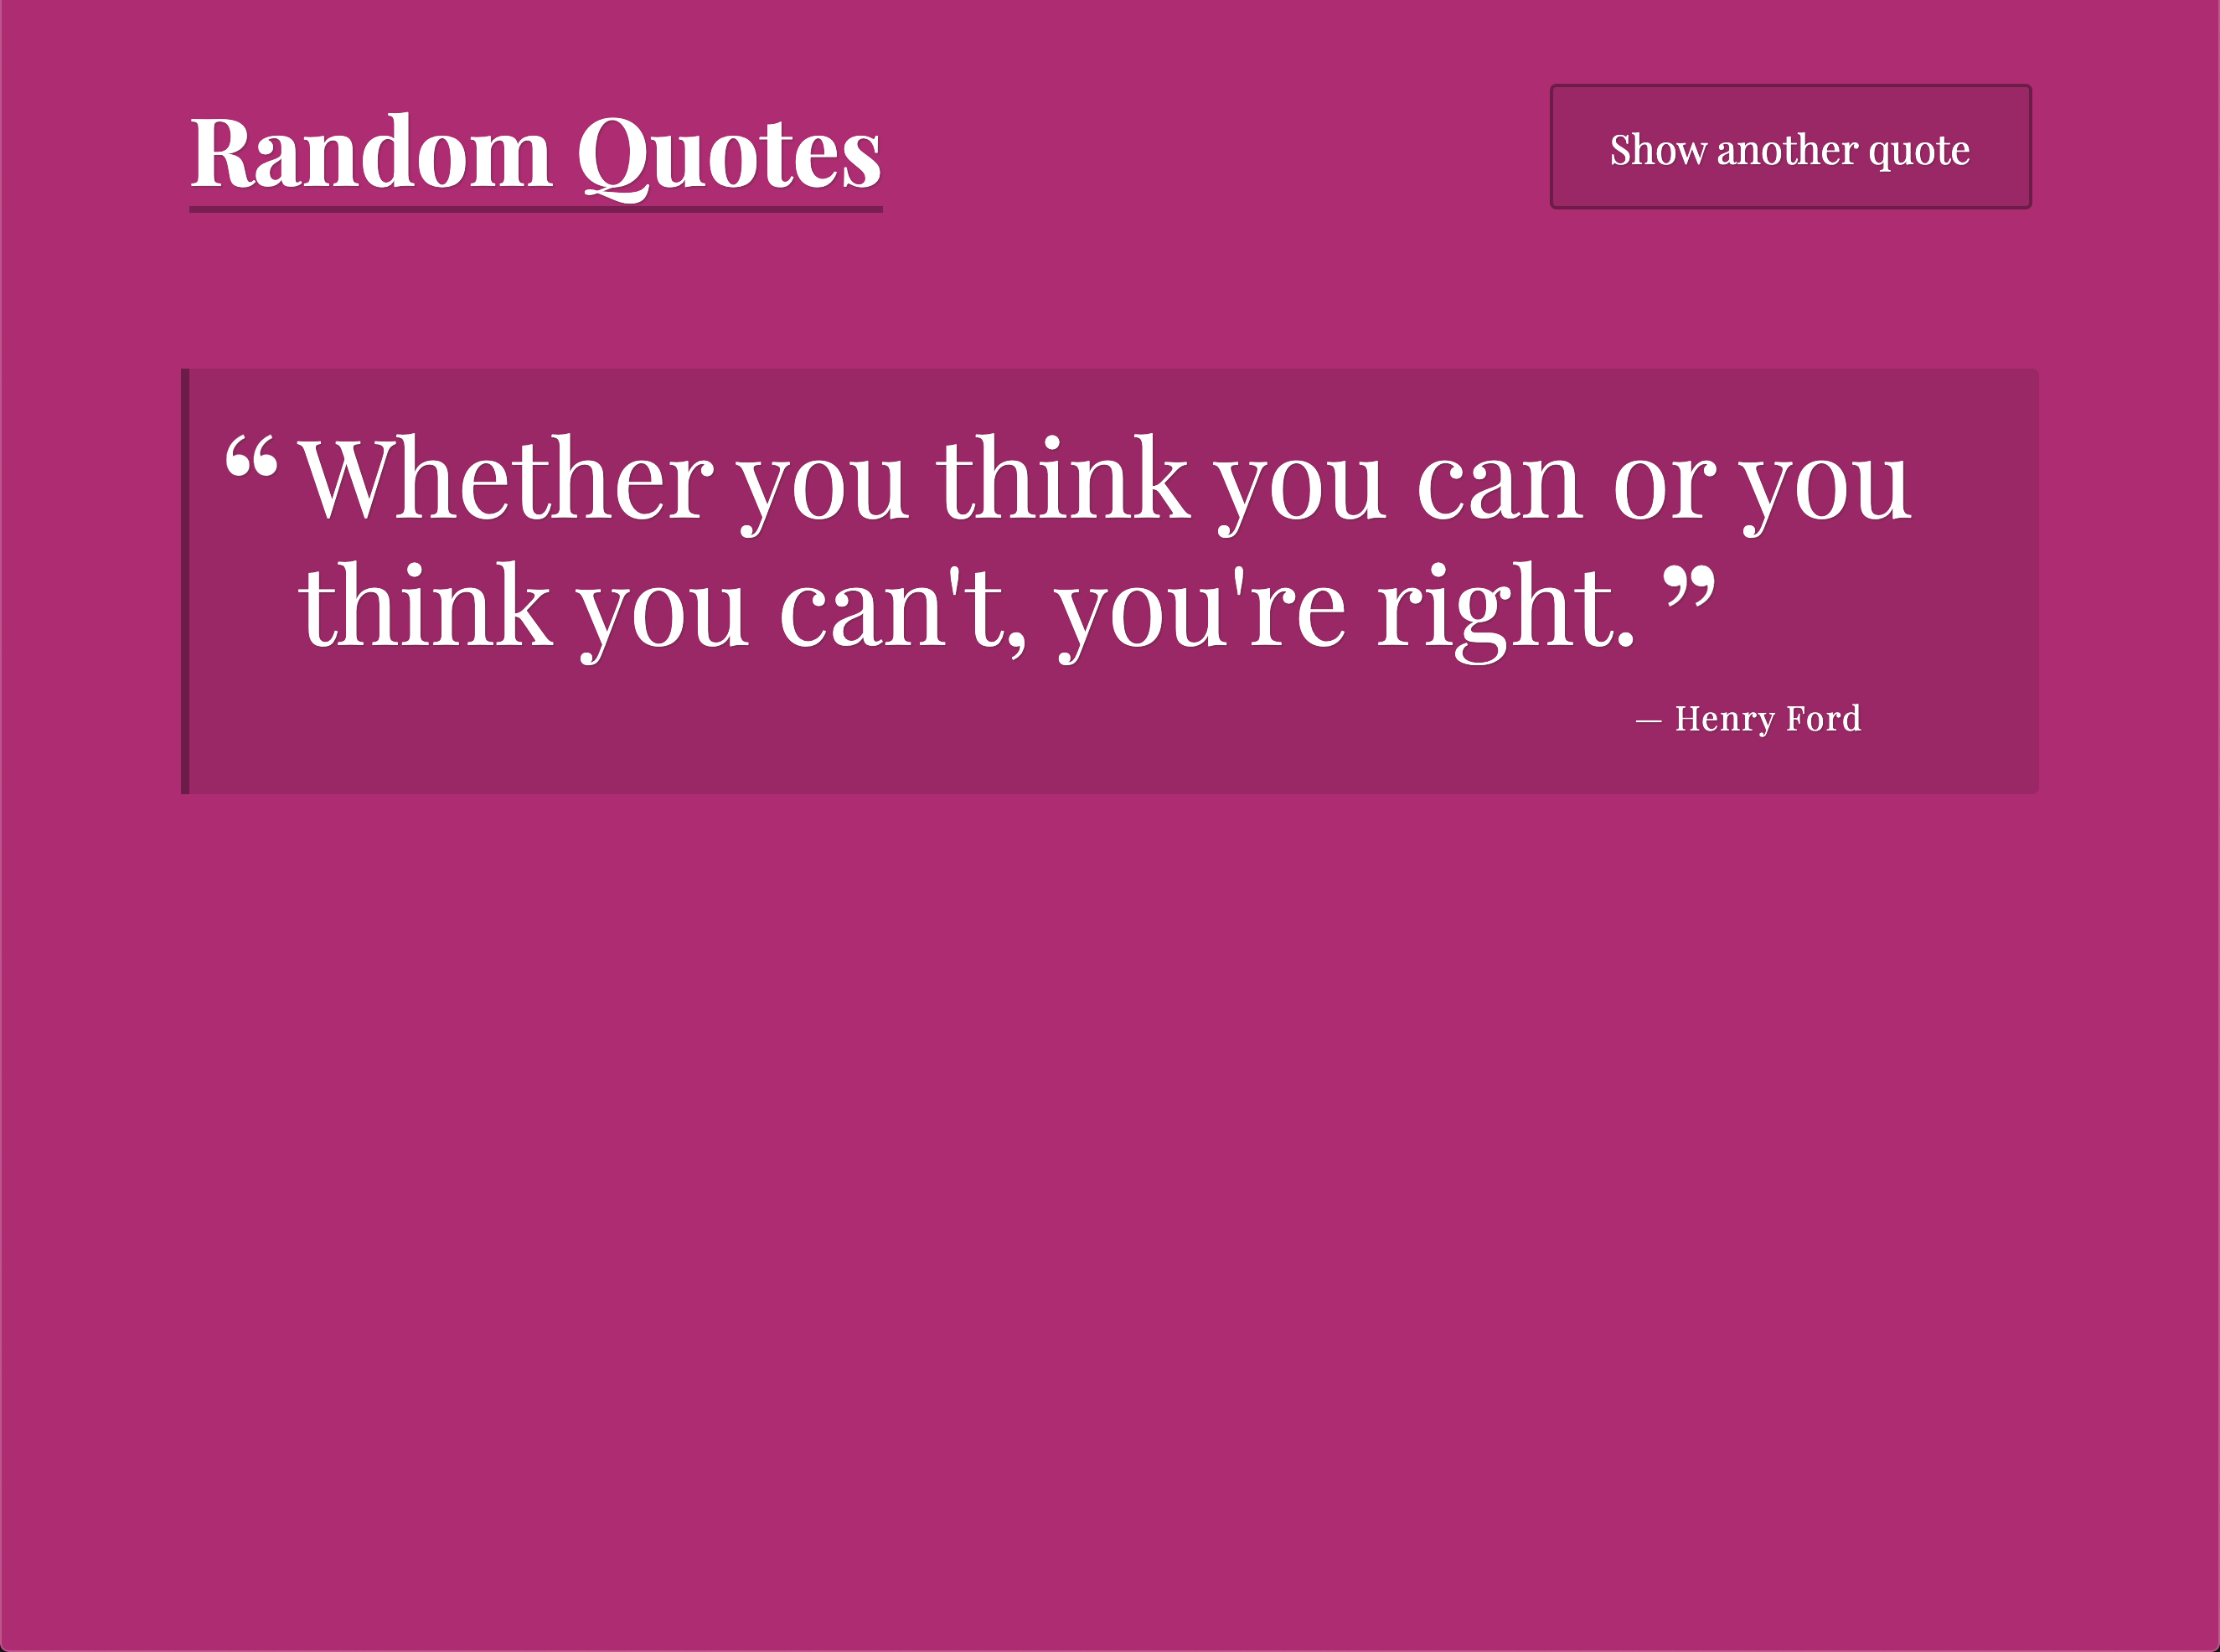 Random Quotes
Show another quote
“Whether you think you can or you
think you can't, you're right.”
— Henry Ford